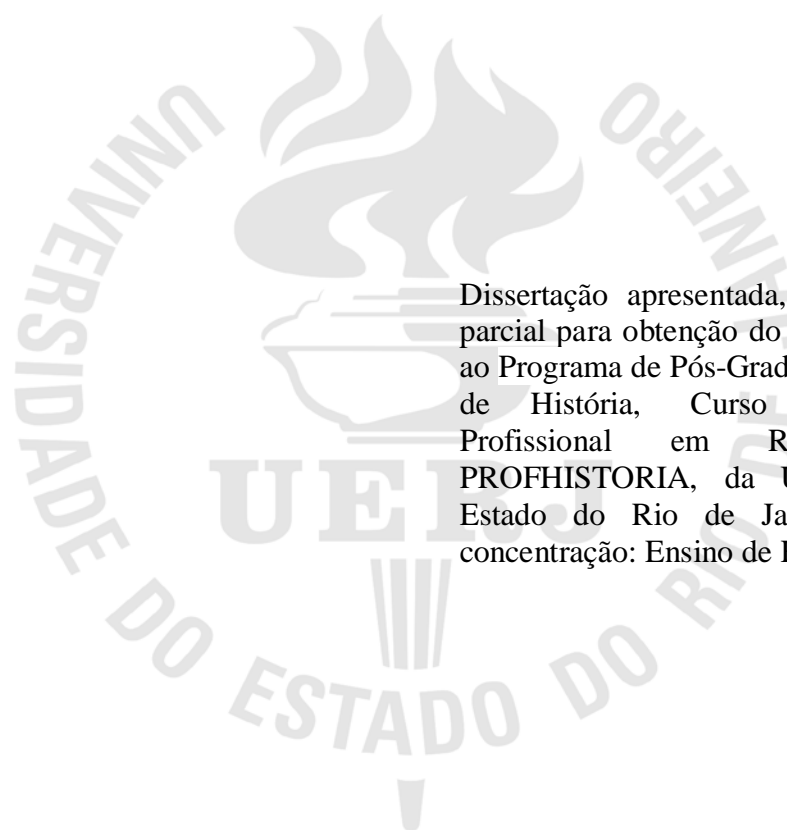 UNIVERSIDADE DO ESTADO DO RIO DE JANEIRO
UERJ
Dissertação apresentada,
parcial para obtenção do
ao Programa de Pós-Grad
de História, Curso
Profissional em R
PROFHISTORIA, da U
Estado do Rio de Ja
concentração: Ensino de